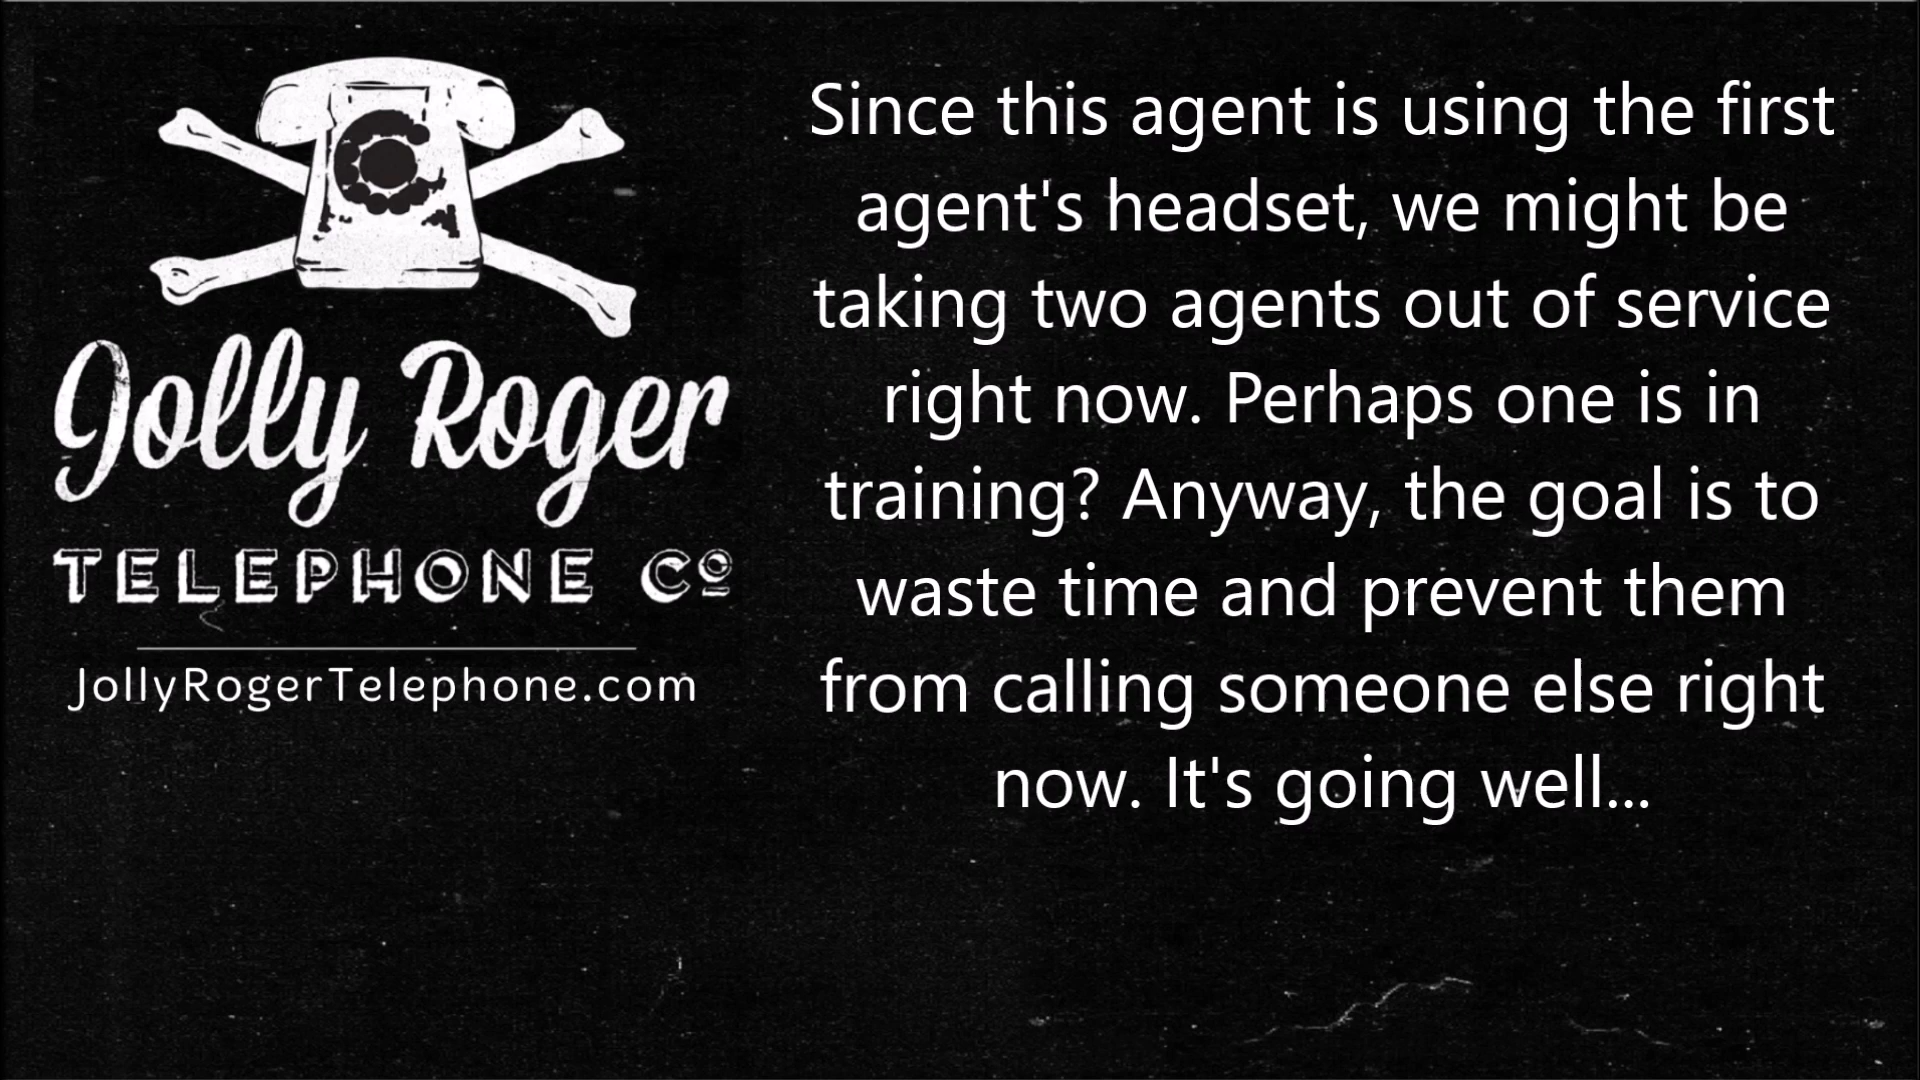 Jolly Roger
TELEPHONE Co
JollyRogerTelephone.com
Since this agent is using the first
agent's headset, we might be
taking two agents out of service
right now. Perhaps one is in
training? Anyway, the goal is to
waste time and prevent them
from calling someone else right
now. It's going well...